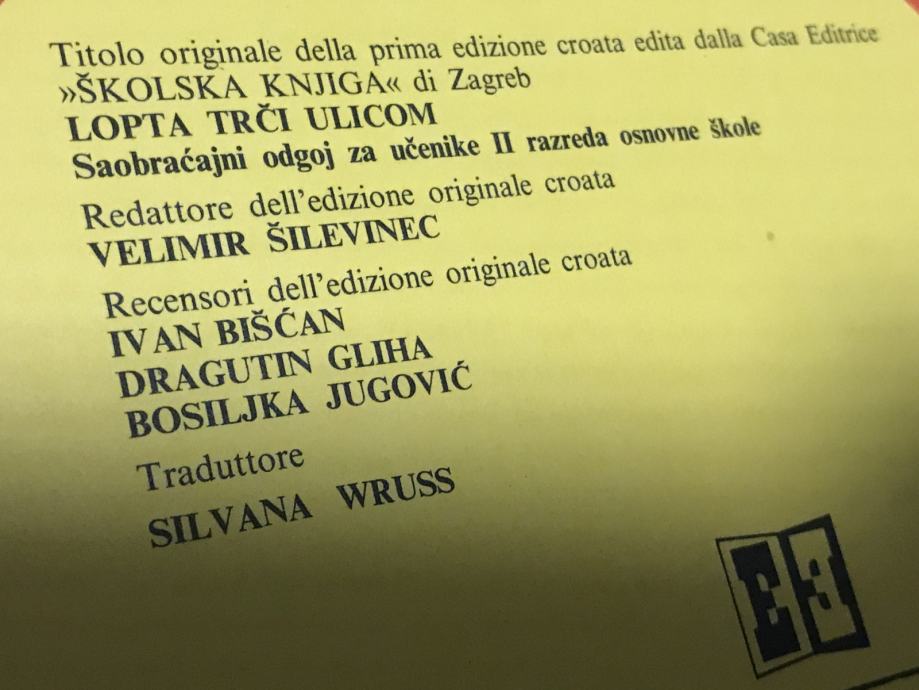 Titolo originale della prima edizione croata edita dalla Casa Editrice
»ŠKOLSKA KNJIGA« di Zagreb
LOPTA TRČI ULICOM
Saobraćajni odgoj za učenike II razreda osnovne škole
Redattore dell'edizione originale croata
VELIMIR ŠILEVINEC
Recensori dell'edizione originale croata
IVAN BIŠĆAN
DRAGUTIN GLIHA
BOSILJKA JUGOVIĆ
Traduttore
SILVANA WRUSS
E3